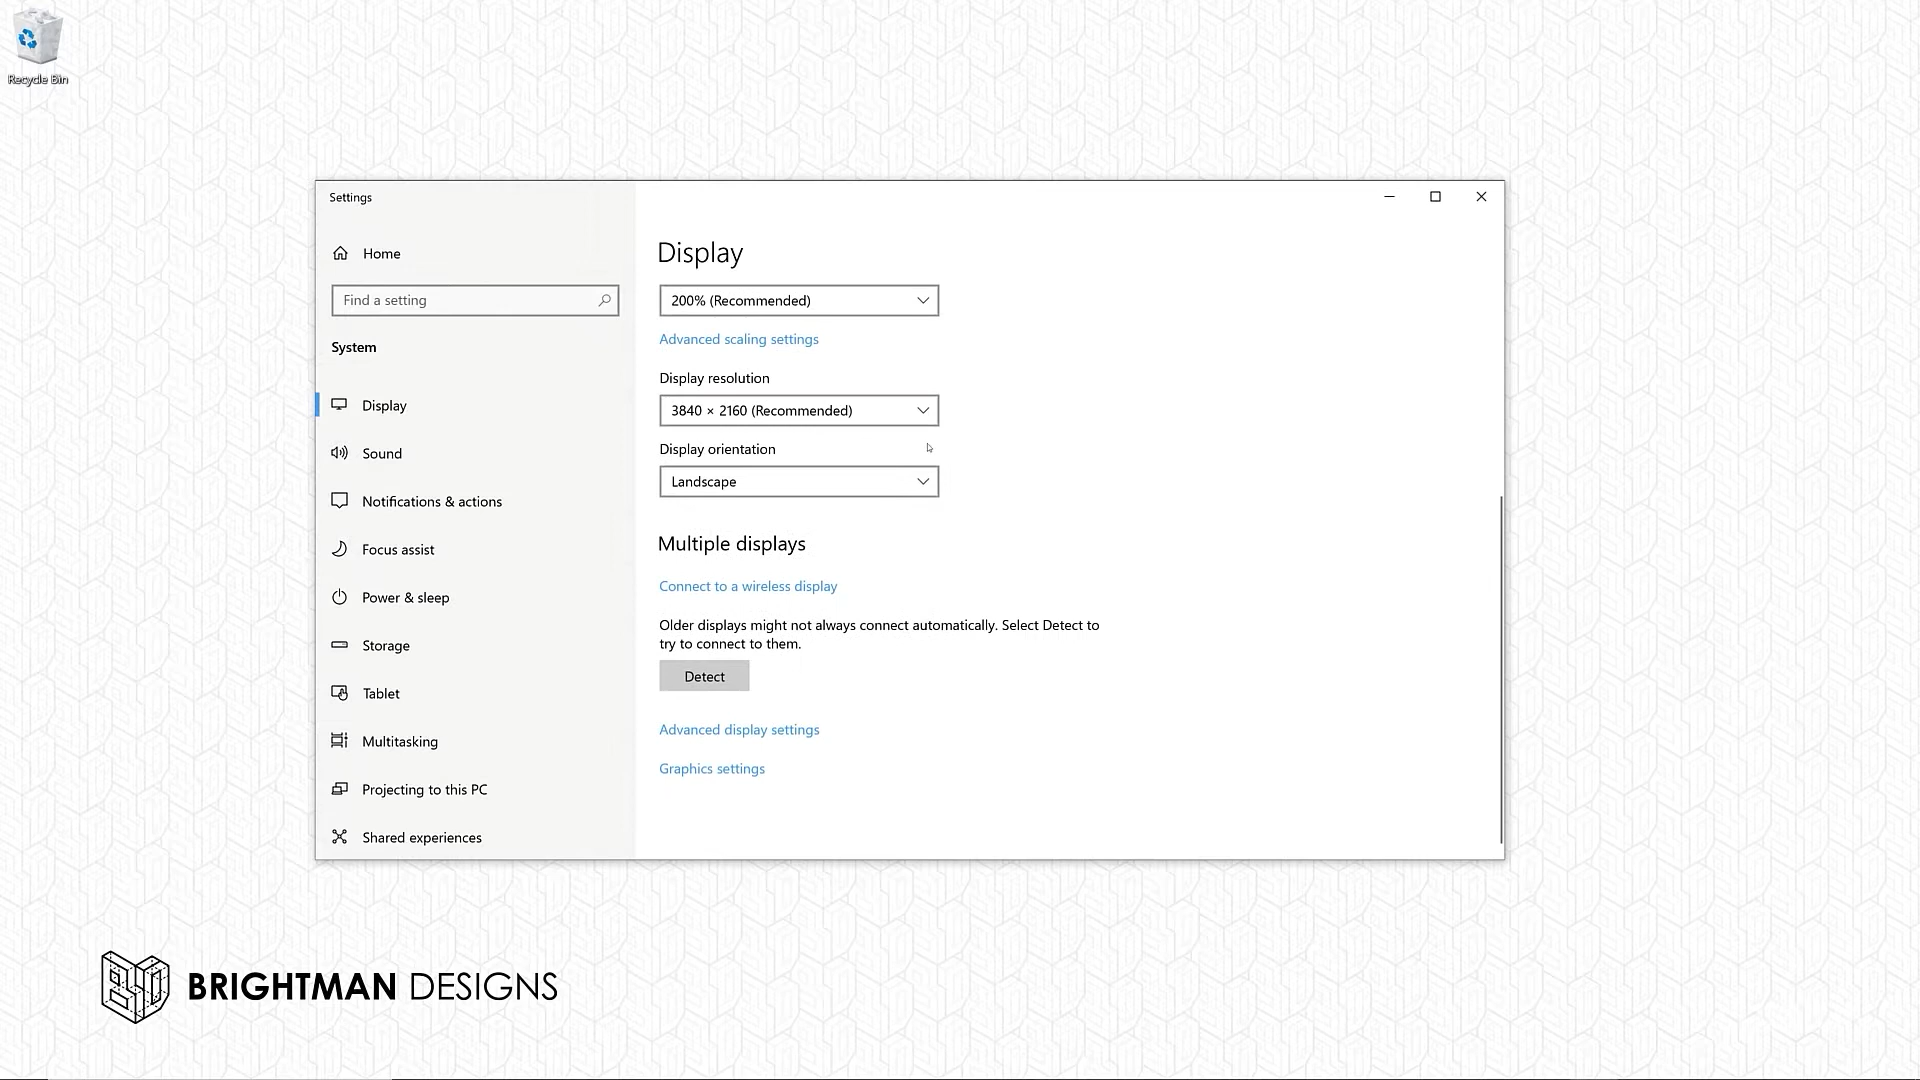 Recycle Bin
Settings
Home
Find a setting
System
Display
Sound
Notifications & actions
Focus assist
Power & sleep
Storage
Tablet
Multitasking
Projecting to this PC
Shared experiences
Display
200% (Recommended)
Advanced scaling settings
Display resolution
3840 × 2160 (Recommended)
Display orientation
Landscape
Multiple displays
Connect to a wireless display
Older displays might not always connect automatically. Select Detect to
try to connect to them.
Detect
Advanced display settings
Graphics settings
BRIGHTMAN DESIGNS